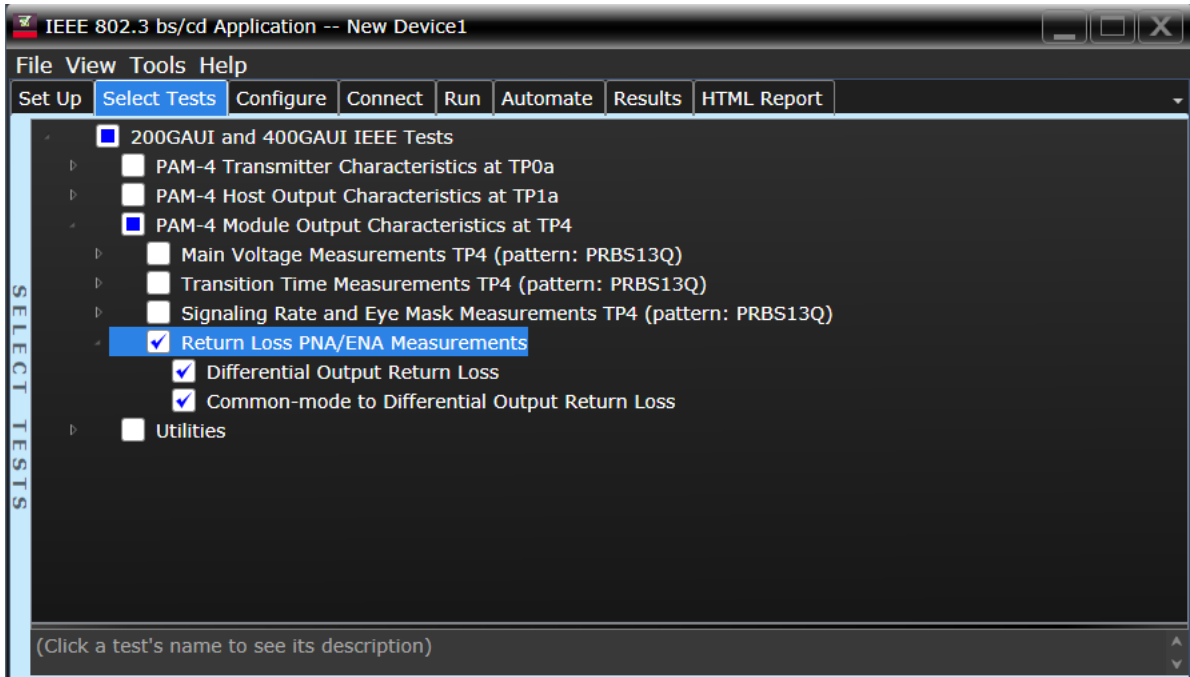 IEEE 802.3 bs/cd Application -- New Device1
File View Tools Help
Set Up Select Tests Configure Connect Run Automate Results HTML Report
SELECT TESTS
200GAUI and 400GAUI IEEE Tests
PAM-4 Transmitter Characteristics at TP0a
PAM-4 Host Output Characteristics at TP1a
PAM-4 Module Output Characteristics at TP4
Main Voltage Measurements TP4 (pattern: PRBS13Q)
Transition Time Measurements TP4 (pattern: PRBS13Q)
Signaling Rate and Eye Mask Measurements TP4 (pattern: PRBS13Q)
Return Loss PNA/ENA Measurements
Differential Output Return Loss
Common-mode to Differential Output Return Loss
Utilities
(Click a test's name to see its description)